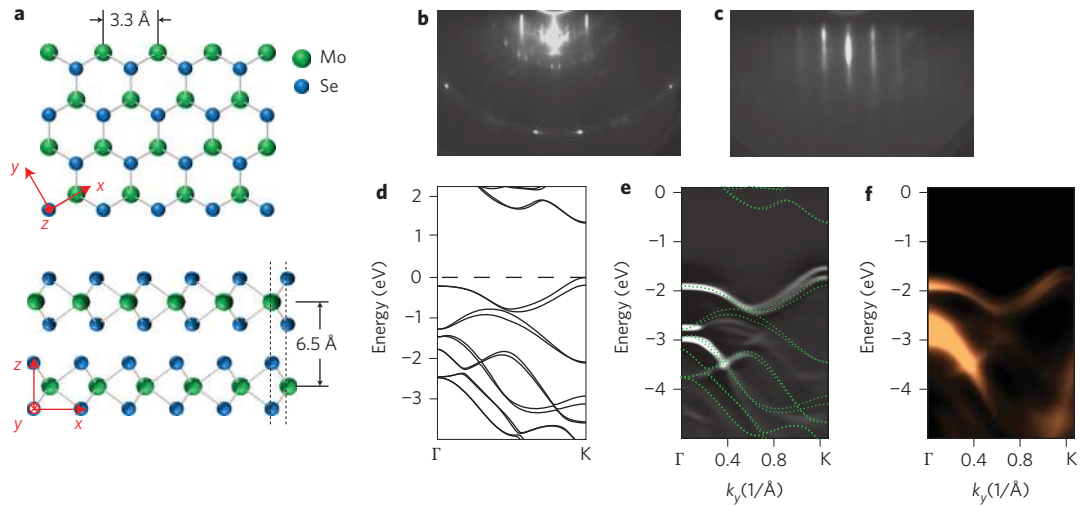 a
3.3 Å
Mo
Se
y
x
z
6.5 Å
z
y
x
b
c
d
2
1
0
−1
−2
−3
Energy (eV)
Γ
K
e
0
−1
−2
−3
−4
Energy (eV)
Γ
0.4
0.8
K
k_y(1/Å)
f
0
−1
−2
−3
−4
Energy (eV)
Γ
0.4
0.8
K
k_y(1/Å)